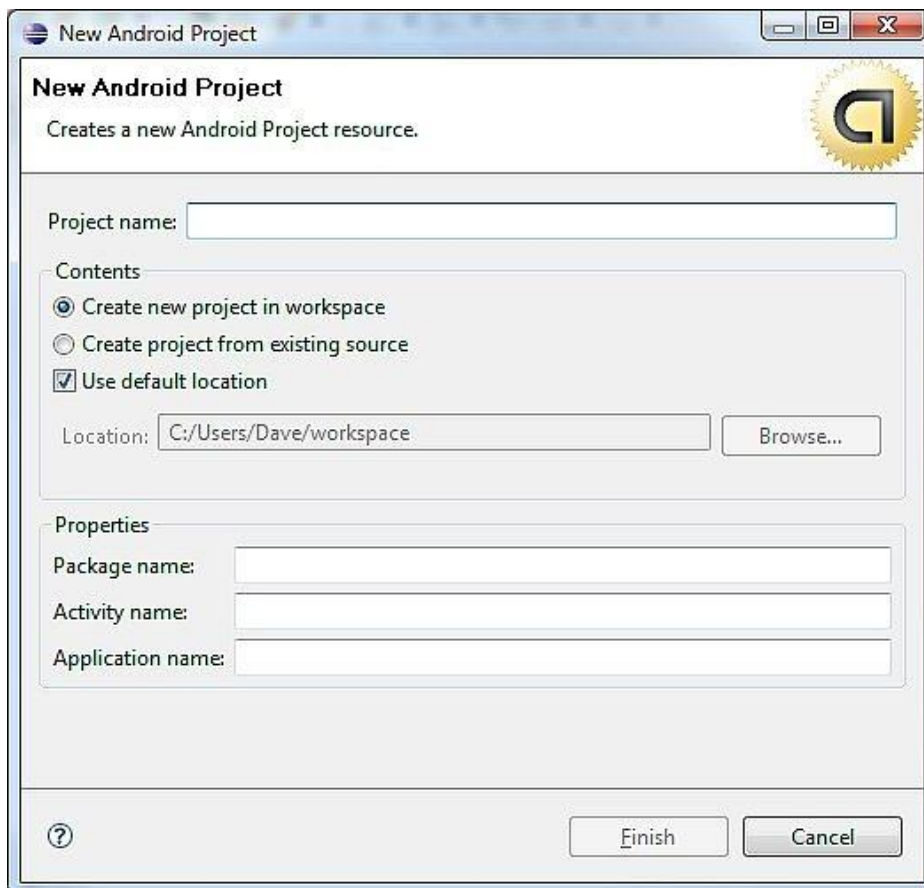 New Android Project
New Android Project
Creates a new Android Project resource.
Project name:
Contents
Create new project in workspace
Create project from existing source
Use default location
Location: C:/Users/Dave/workspace Browse...
Properties
Package name:
Activity name:
Application name:
? Finish Cancel